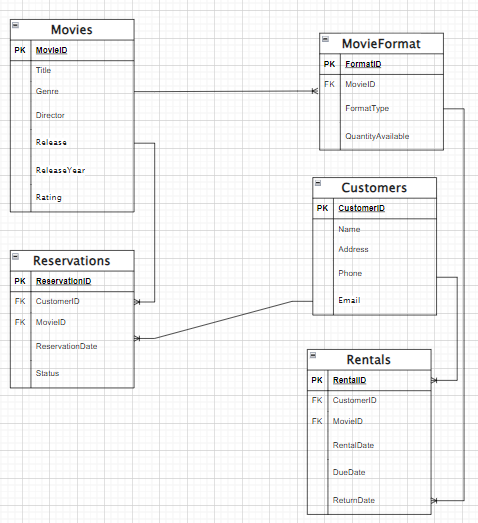 Movies
PK MovieID
Title
Genre
Director
Release
ReleaseYear
Rating
MovieFormat
PK FormatID
FK MovieID
FormatType
QuantityAvailable
Customers
PK CustomerID
Name
Address
Phone
Email
Reservations
PK ReservationID
FK CustomerID
FK MovieID
ReservationDate
Status
Rentals
PK RentalID
FK CustomerID
FK MovieID
RentalDate
DueDate
ReturnDate